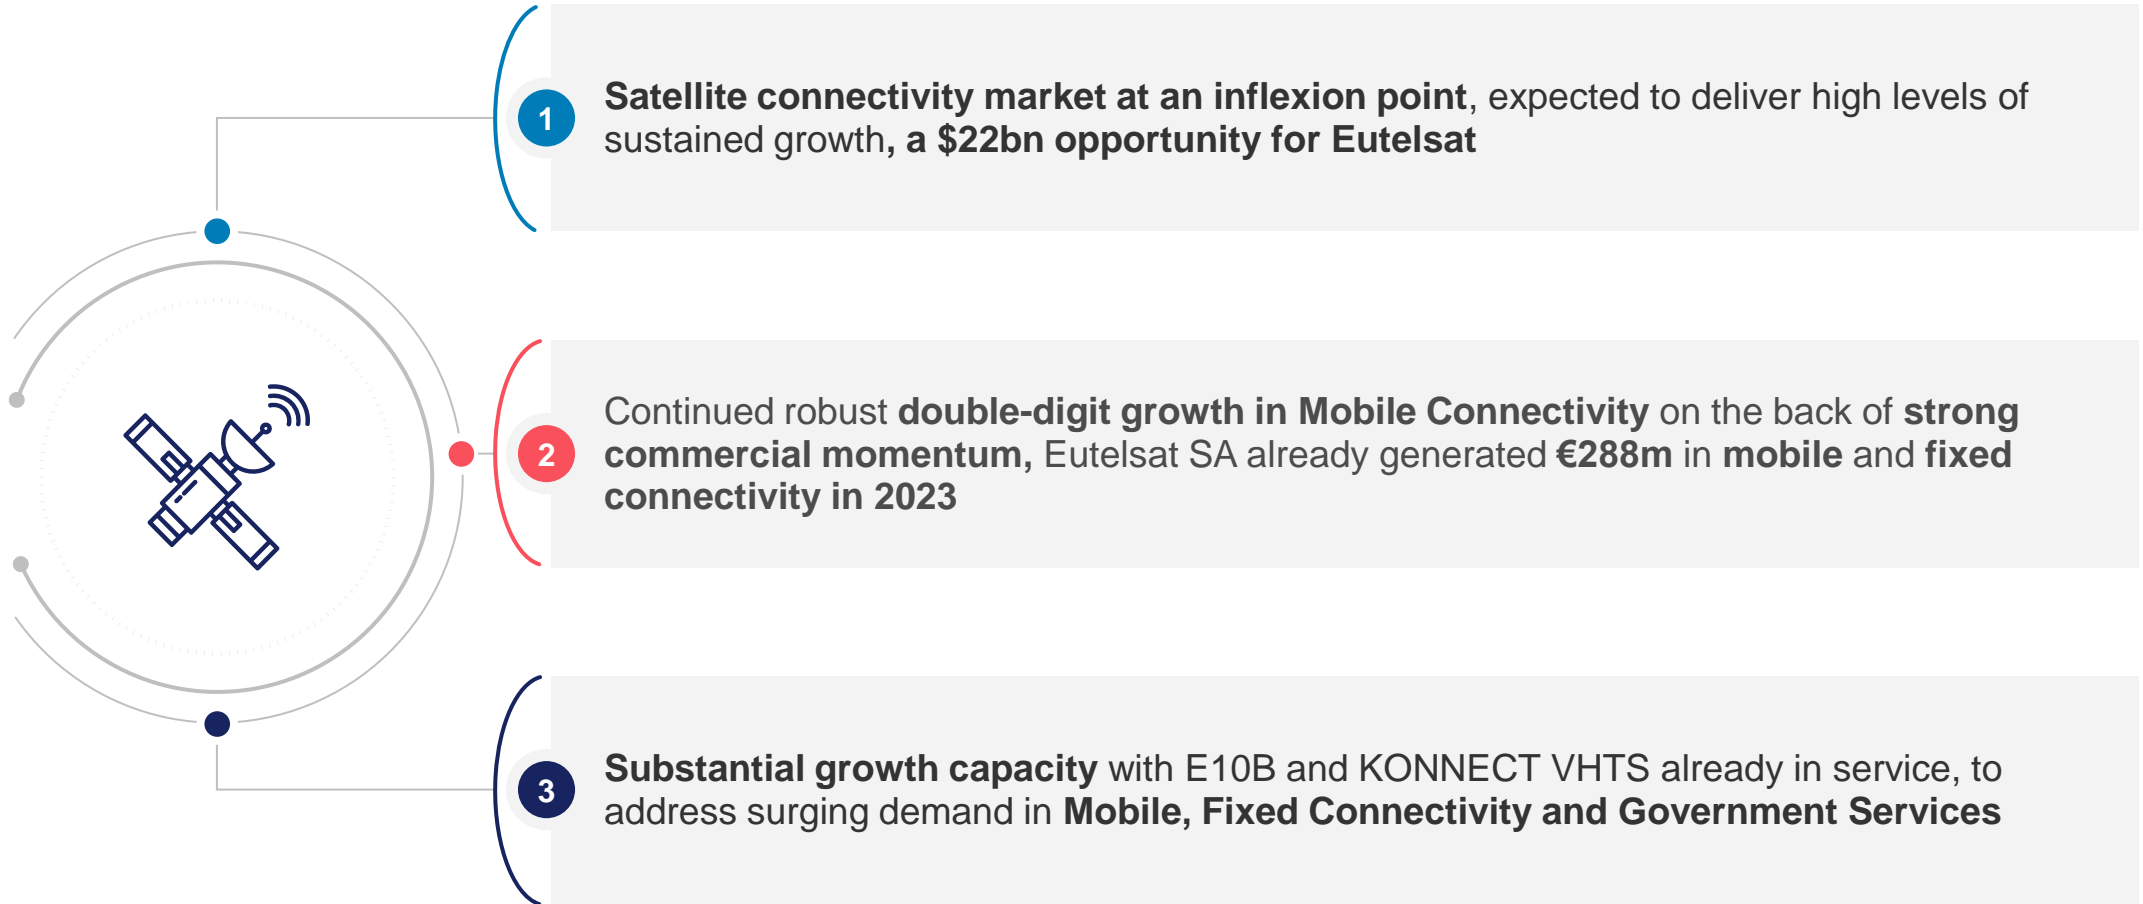 1
Satellite connectivity market at an inflexion point, expected to deliver high levels of
sustained growth, a $22bn opportunity for Eutelsat
2
Continued robust double-digit growth in Mobile Connectivity on the back of strong
commercial momentum, Eutelsat SA already generated €288m in mobile and fixed
connectivity in 2023
3
Substantial growth capacity with E10B and KONNECT VHTS already in service, to
address surging demand in Mobile, Fixed Connectivity and Government Services